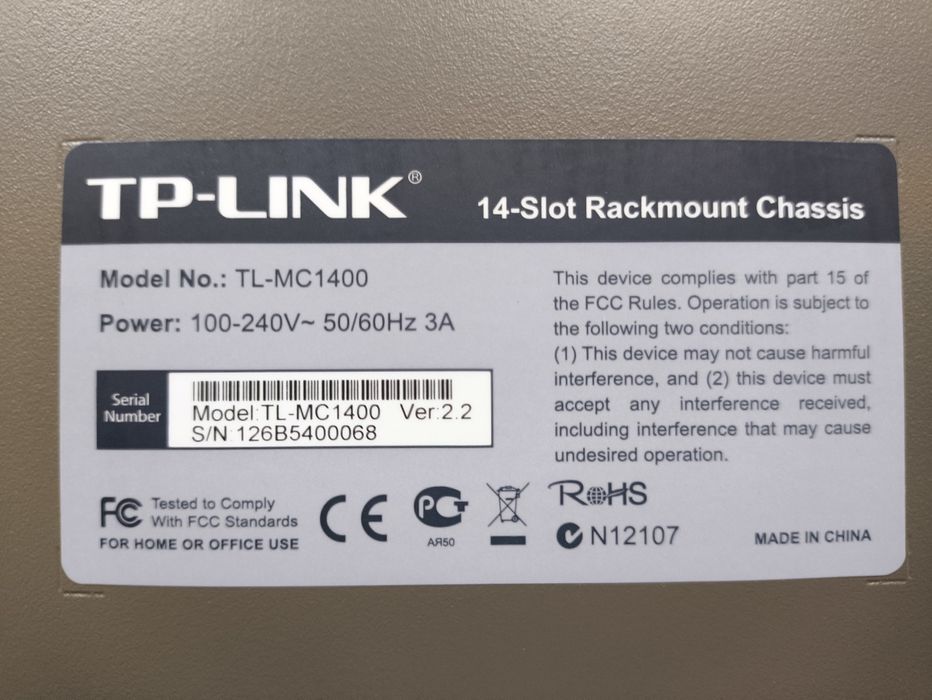 TP-LINK®
14-Slot Rackmount Chassis
Model No.: TL-MC1400
Power: 100-240V~ 50/60Hz 3A
Serial
Number
Model:TL-MC1400 Ver:2.2
S/N:126B5400068
This device complies with part 15 of
the FCC Rules. Operation is subject to
the following two conditions:
(1) This device may not cause harmful
interference, and (2) this device must
accept any interference received,
including interference that may cause
undesired operation.
FC Tested to Comply
With FCC Standards
FOR HOME OR OFFICE USE
CE
РСТ
АЯ50
RoHS
N12107
MADE IN CHINA